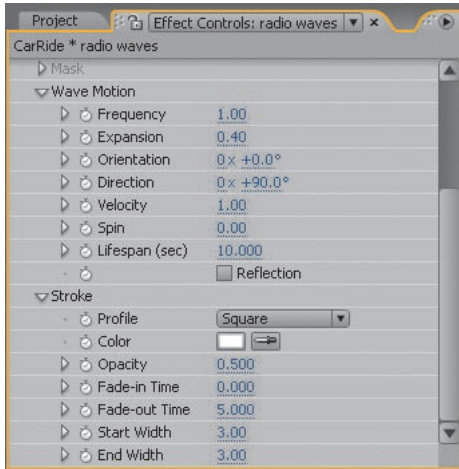 Project Effect Controls: radio waves
CarRide * radio waves
Mask
Wave Motion
Frequency 1.00
Expansion 0.40
Orientation 0 x +0.0°
Direction 0 x +90.0°
Velocity 1.00
Spin 0.00
Lifespan (sec) 10.000
Reflection
Stroke
Profile Square
Color
Opacity 0.500
Fade-in Time 0.000
Fade-out Time 5.000
Start Width 3.00
End Width 3.00